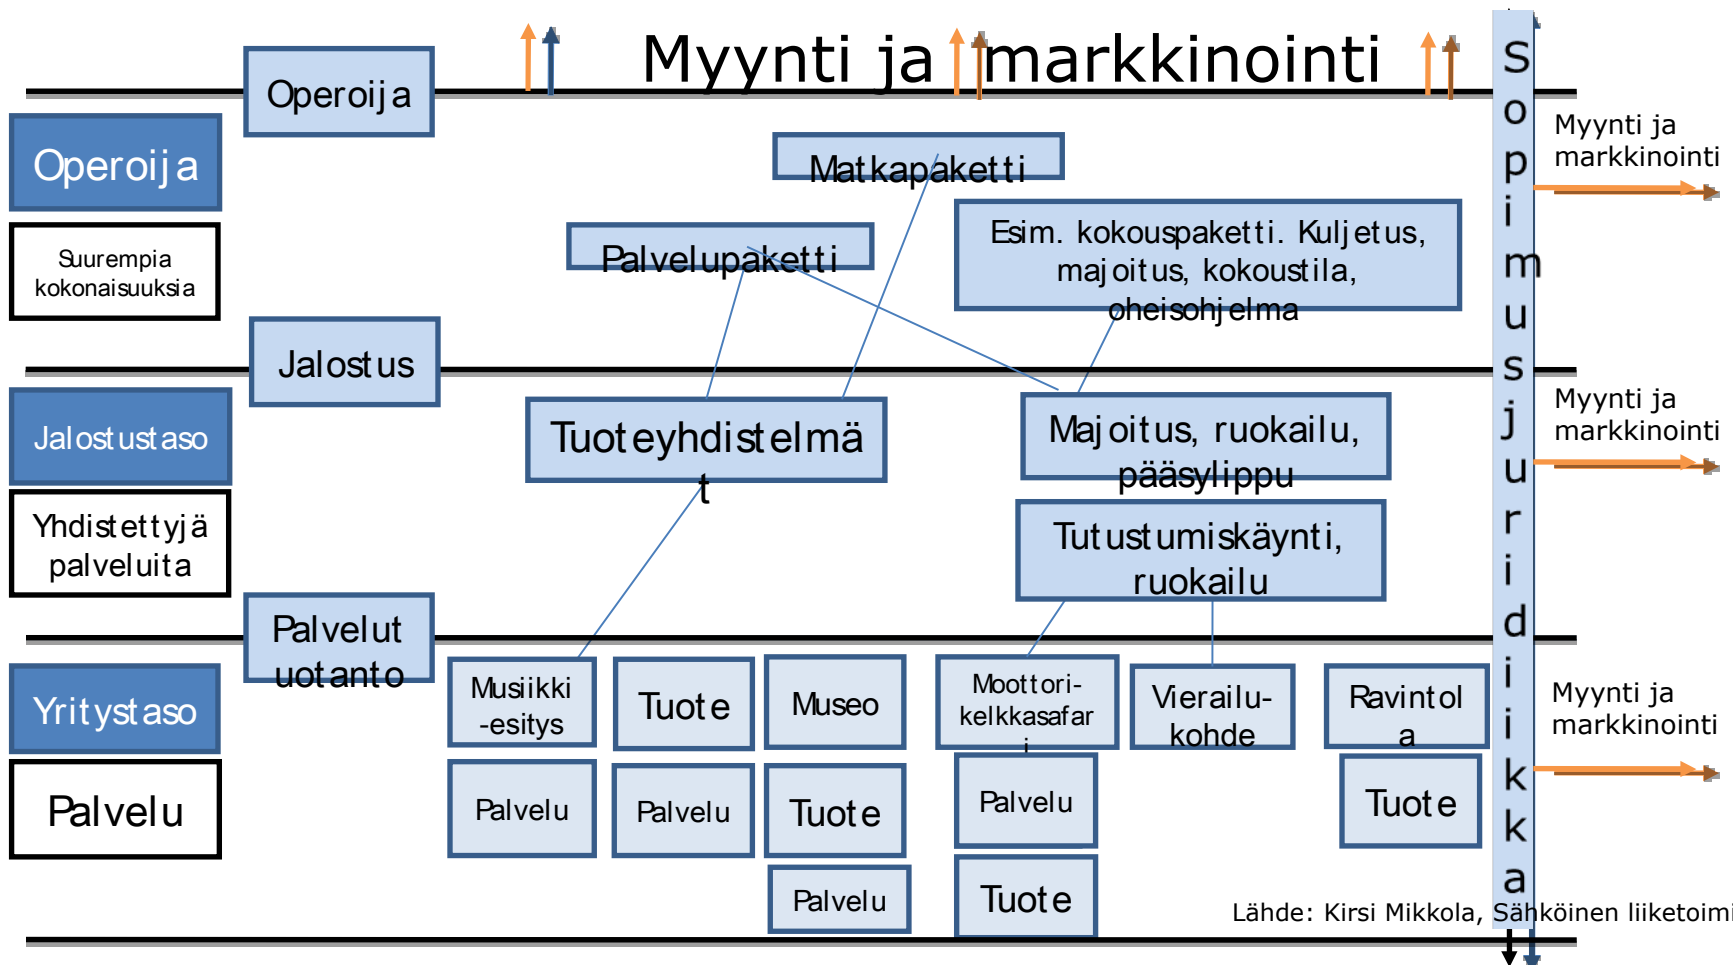 Myynti ja markkinointi
Operoija
Operoija
Suurempia
kokonaisuuksia
Matkapaketti
Palvelupaketti
Esim. kokouspaketti. Kuljetus,
majoitus, kokoustila,
oheisohjelma
Myynti ja
markkinointi
Jalostus
Jalostustaso
Yhdistettyjä
palveluita
Tuoteyhdistelmä
t
Majoitus, ruokailu,
pääsylippu
Tutustumiskäynti,
ruokailu
Myynti ja
markkinointi
Palvelut
uotanto
Yritystaso
Palvelu
Musiikki
-esitys
Tuote
Museo
Moottori-
kelkkasafar
i
Vierailu-
kohde
Ravintol
a
Palvelu
Palvelu
Tuote
Palvelu
Tuote
Palvelu
Tuote
Myynti ja
markkinointi
S
o
p
i
m
u
s
j
u
r
i
d
i
i
k
k
a
Lähde: Kirsi Mikkola, Sähköinen liiketoimi